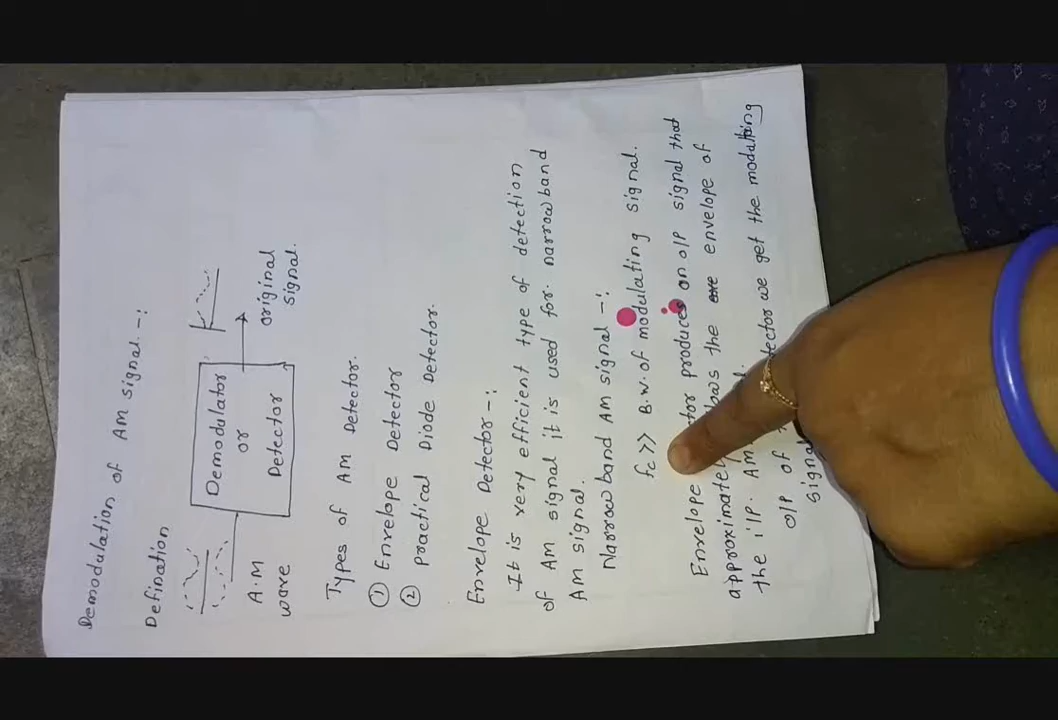 Demodulation of AM signal -:
Defination
A.M wave
Demodulator or Detector
original signal.
Types of AM Detector.
① Envelope Detector
② practical Diode Detector.
Envelope Detector-:
It is very efficient type of detection
of AM signal it is used for narrowband
AM signal.
Narrowband AM signal -:
fc >> B.W. of modulating signal.
Envelope produces an o/p signal that
approximately the envelope of
the i/p. AM
o/p of we get the modulating
signal